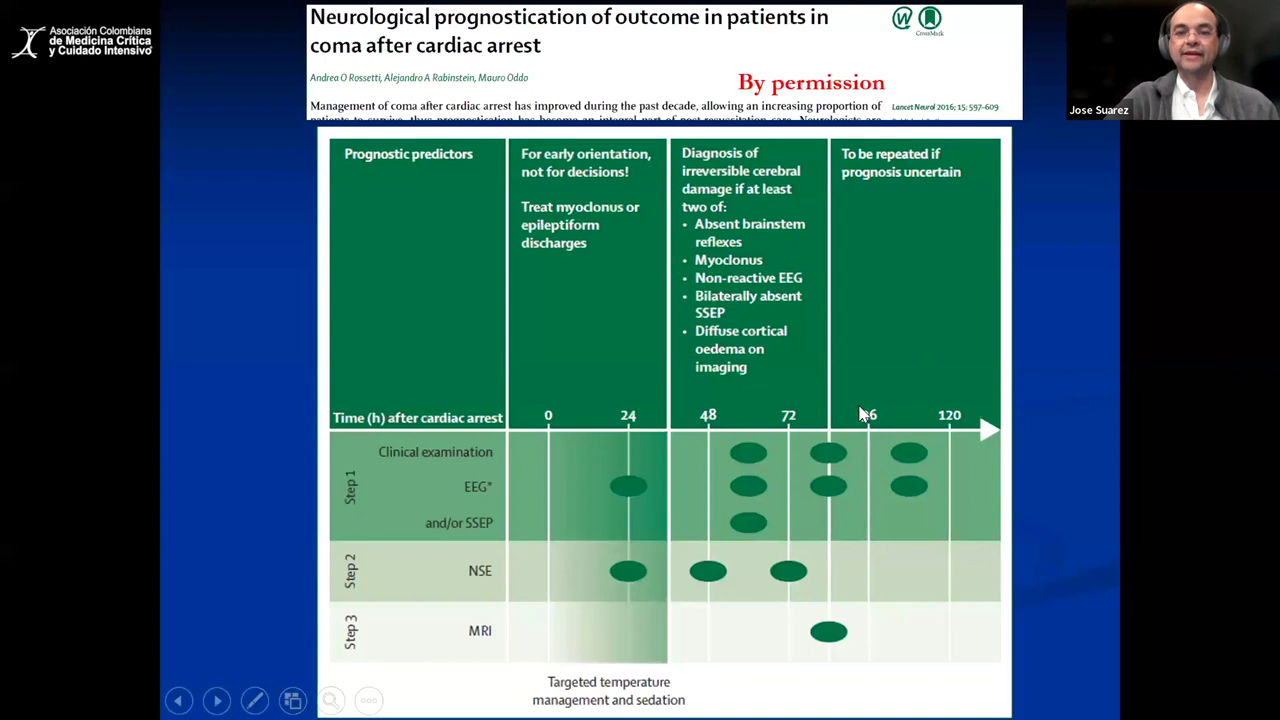 Asociación Colombiana
de Medicina Crítica
y Cuidado Intensivo
Neurological prognostication of outcome in patients in
coma after cardiac arrest
CrossMark
Andrea O Rossetti, Alejandro A Rabinstein, Mauro Oddo
By permission
Management of coma after cardiac arrest has improved during the past decade, allowing an increasing proportion of
Lancet Neurol 2016; 15: 597–609
Jose Suarez
Prognostic predictors
For early orientation,
not for decisions!
Treat myoclonus or
epileptiform
discharges
Diagnosis of
irreversible cerebral
damage if at least
two of:
• Absent brainstem
reflexes
• Myoclonus
• Non-reactive EEG
• Bilaterally absent
SSEP
• Diffuse cortical
oedema on
imaging
To be repeated if
prognosis uncertain
Time (h) after cardiac arrest
0 24 48 72 120
Step 1
Clinical examination
EEG*
and/or SSEP
Step 2
NSE
Step 3
MRI
Targeted temperature
management and sedation